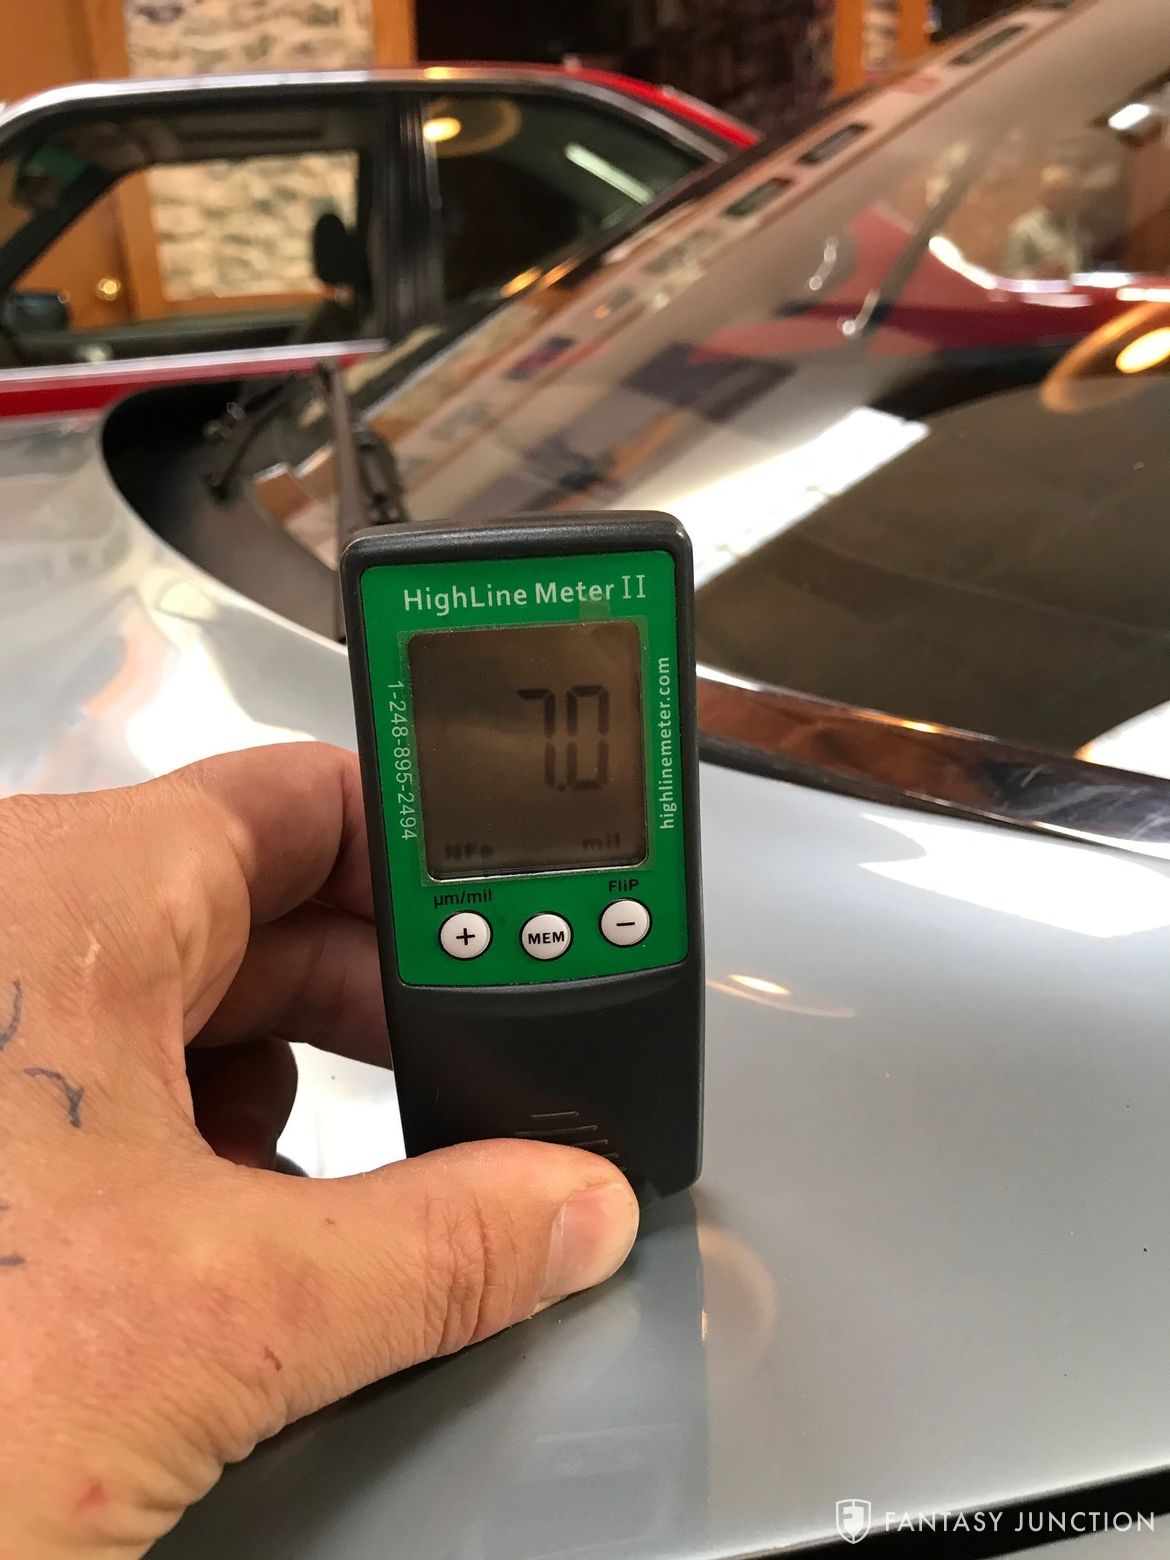 HighLine Meter II
1-248-895-2494
7.0
highlinemeter.com
NFe mil
µm/mil FliP
+ MEM −
FANTASY JUNCTION